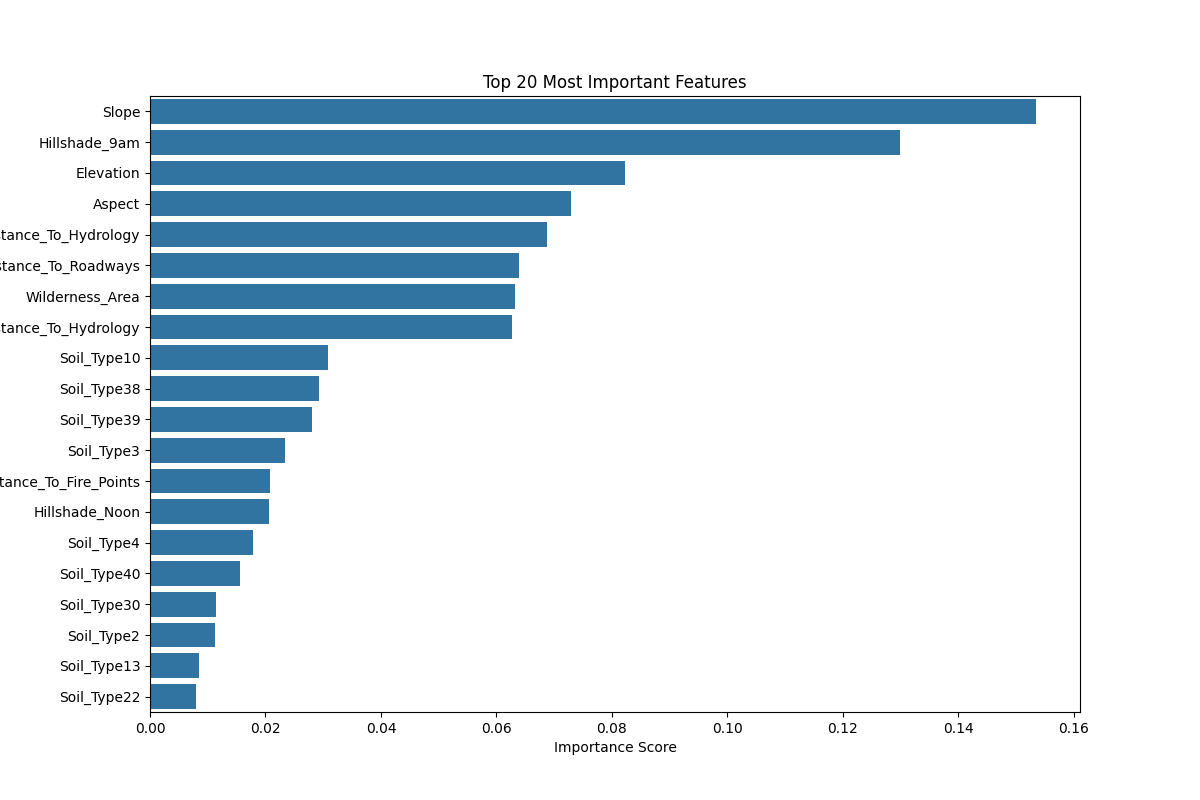 Top 20 Most Important Features
Slope
Hillshade_9am
Elevation
Aspect
tance_To_Hydrology
stance_To_Roadways
Wilderness_Area
tance_To_Hydrology
Soil_Type10
Soil_Type38
Soil_Type39
Soil_Type3
tance_To_Fire_Points
Hillshade_Noon
Soil_Type4
Soil_Type40
Soil_Type30
Soil_Type2
Soil_Type13
Soil_Type22
0.00 0.02 0.04 0.06 0.08 0.10 0.12 0.14 0.16
Importance Score